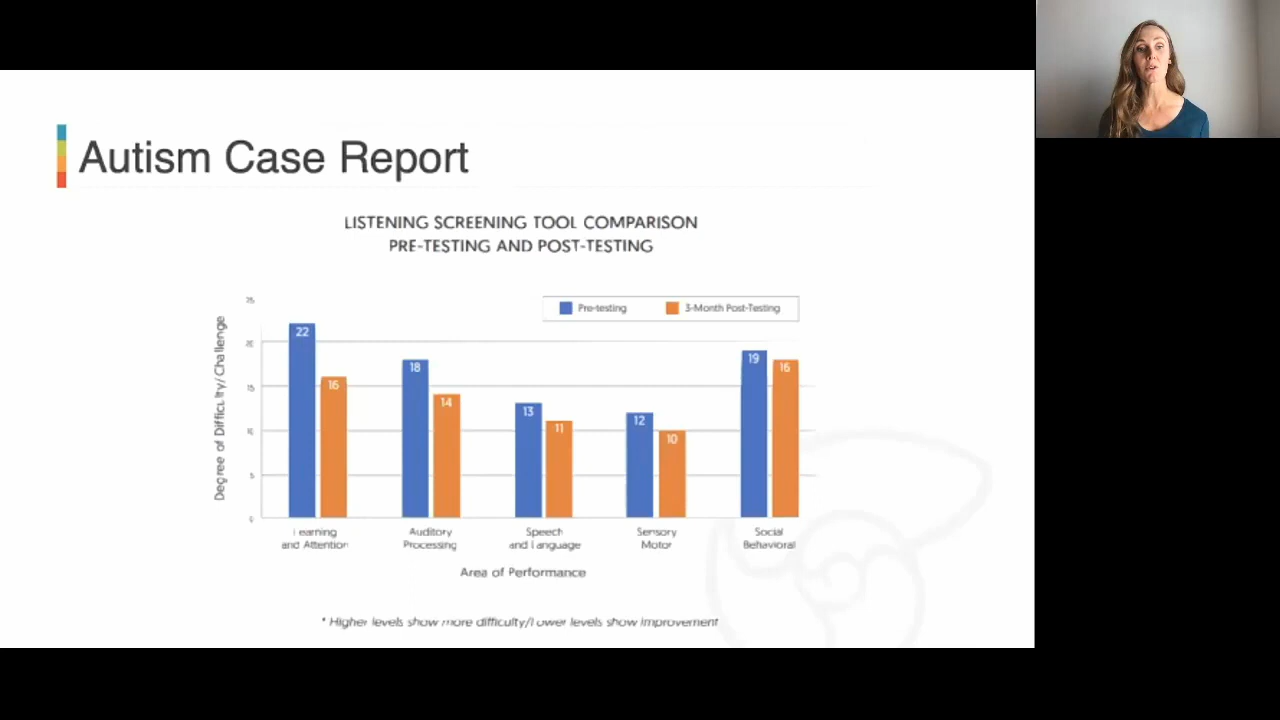 Autism Case Report
LISTENING SCREENING TOOL COMPARISON
PRE-TESTING AND POST-TESTING
Pre-testing
3-Month Post-Testing
Degree of Difficulty/Challenge
25
20
15
10
5
0
22
16
18
14
13
11
12
10
19
16
Learning
and Attention
Auditory
Processing
Speech
and Language
Sensory
Motor
Social
Behavioral
Area of Performance
* Higher levels show more difficulty/Lower levels show improvement